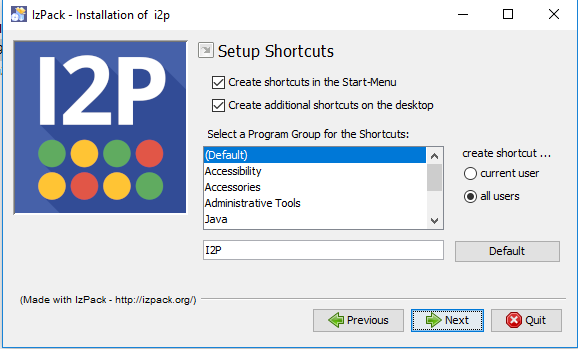 IzPack - Installation of i2p
I2P
Setup Shortcuts
Create shortcuts in the Start-Menu
Create additional shortcuts on the desktop
Select a Program Group for the Shortcuts:
(Default)
Accessibility
Accessories
Administrative Tools
Java
create shortcut ...
current user
all users
I2P
Default
(Made with IzPack - http://izpack.org/)
Previous
Next
Quit